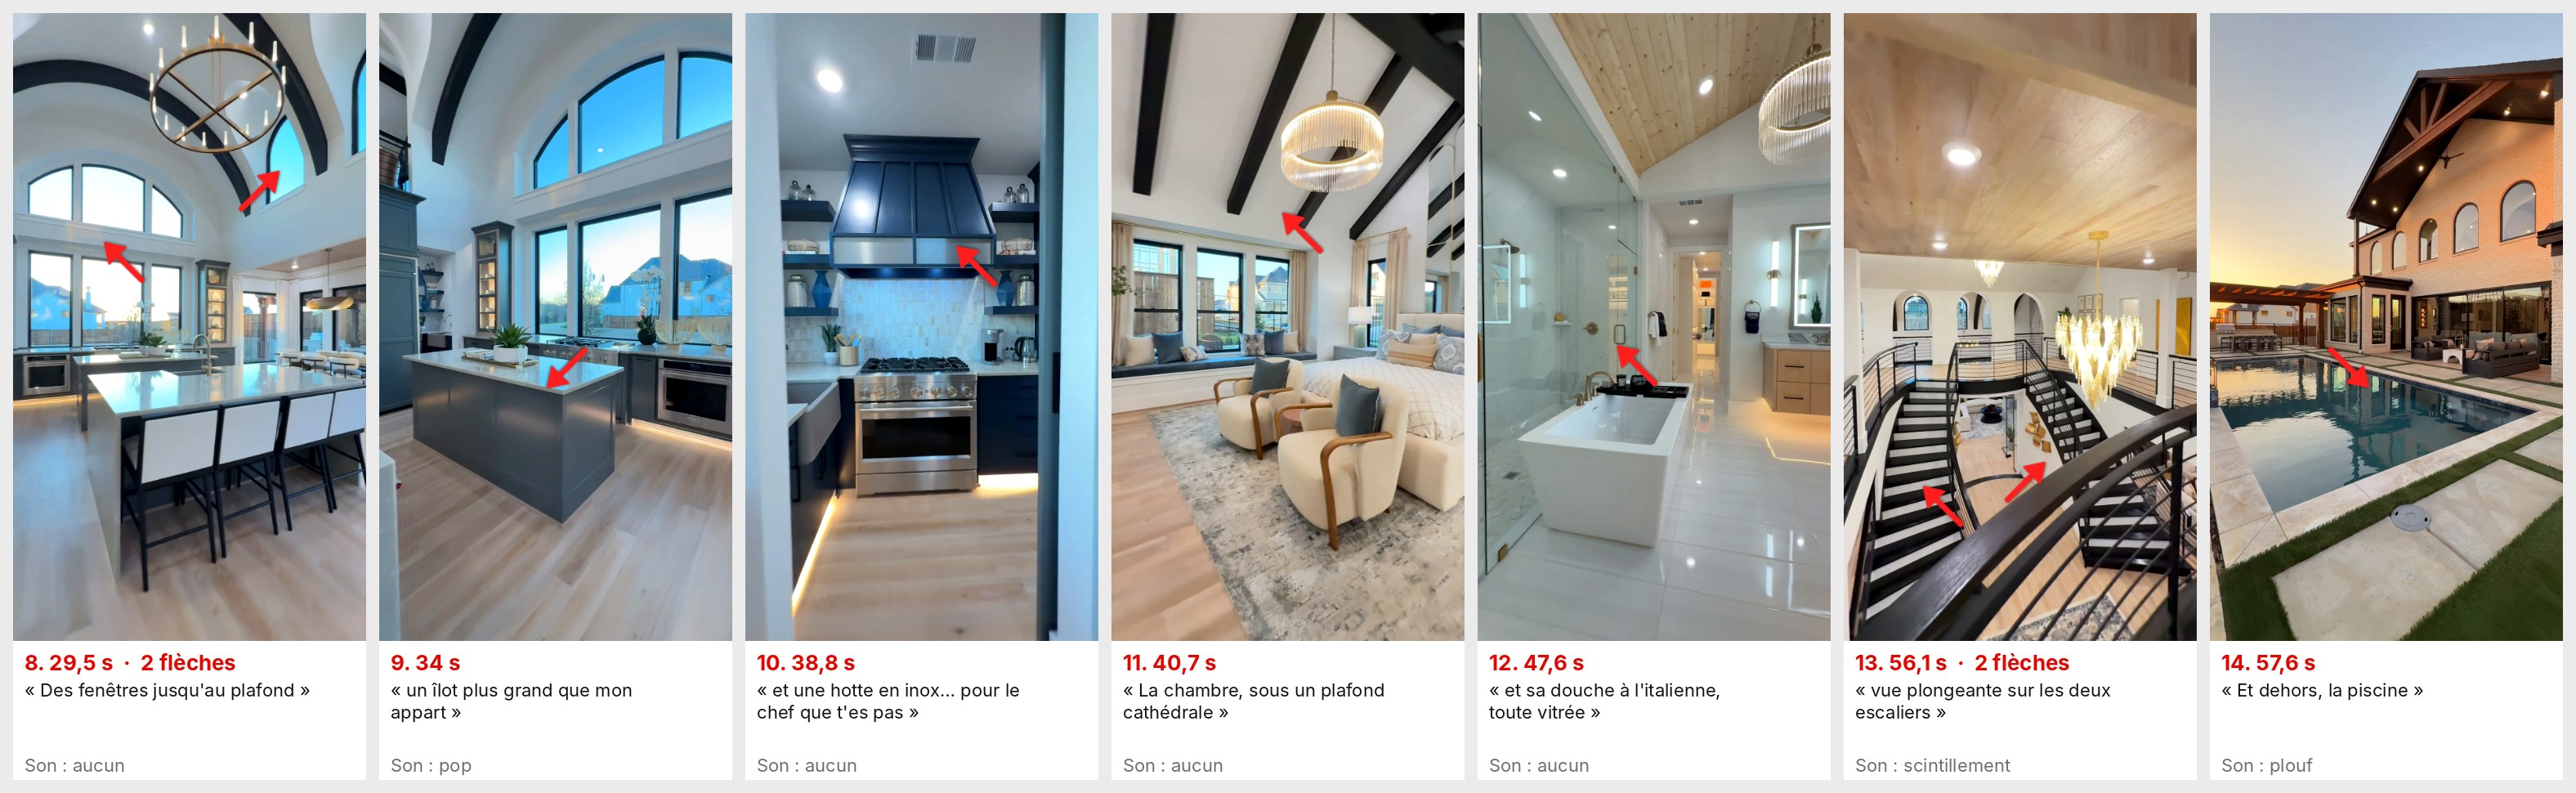 8. 29,5 s · 2 flèches
« Des fenêtres jusqu'au plafond »
Son : aucun
9. 34 s
« un îlot plus grand que mon
appart »
Son : pop
10. 38,8 s
« et une hotte en inox... pour le
chef que t'es pas »
Son : aucun
11. 40,7 s
« La chambre, sous un plafond
cathédrale »
Son : aucun
12. 47,6 s
« et sa douche à l'italienne,
toute vitrée »
Son : aucun
13. 56,1 s · 2 flèches
« vue plongeante sur les deux
escaliers »
Son : scintillement
14. 57,6 s
« Et dehors, la piscine »
Son : plouf